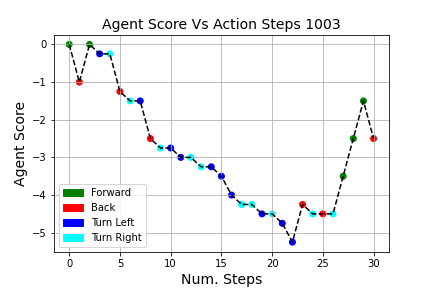 Agent Score Vs Action Steps 1003
Agent Score
0
−1
−2
−3
−4
−5
Forward
Back
Turn Left
Turn Right
0 5 10 15 20 25 30
Num. Steps